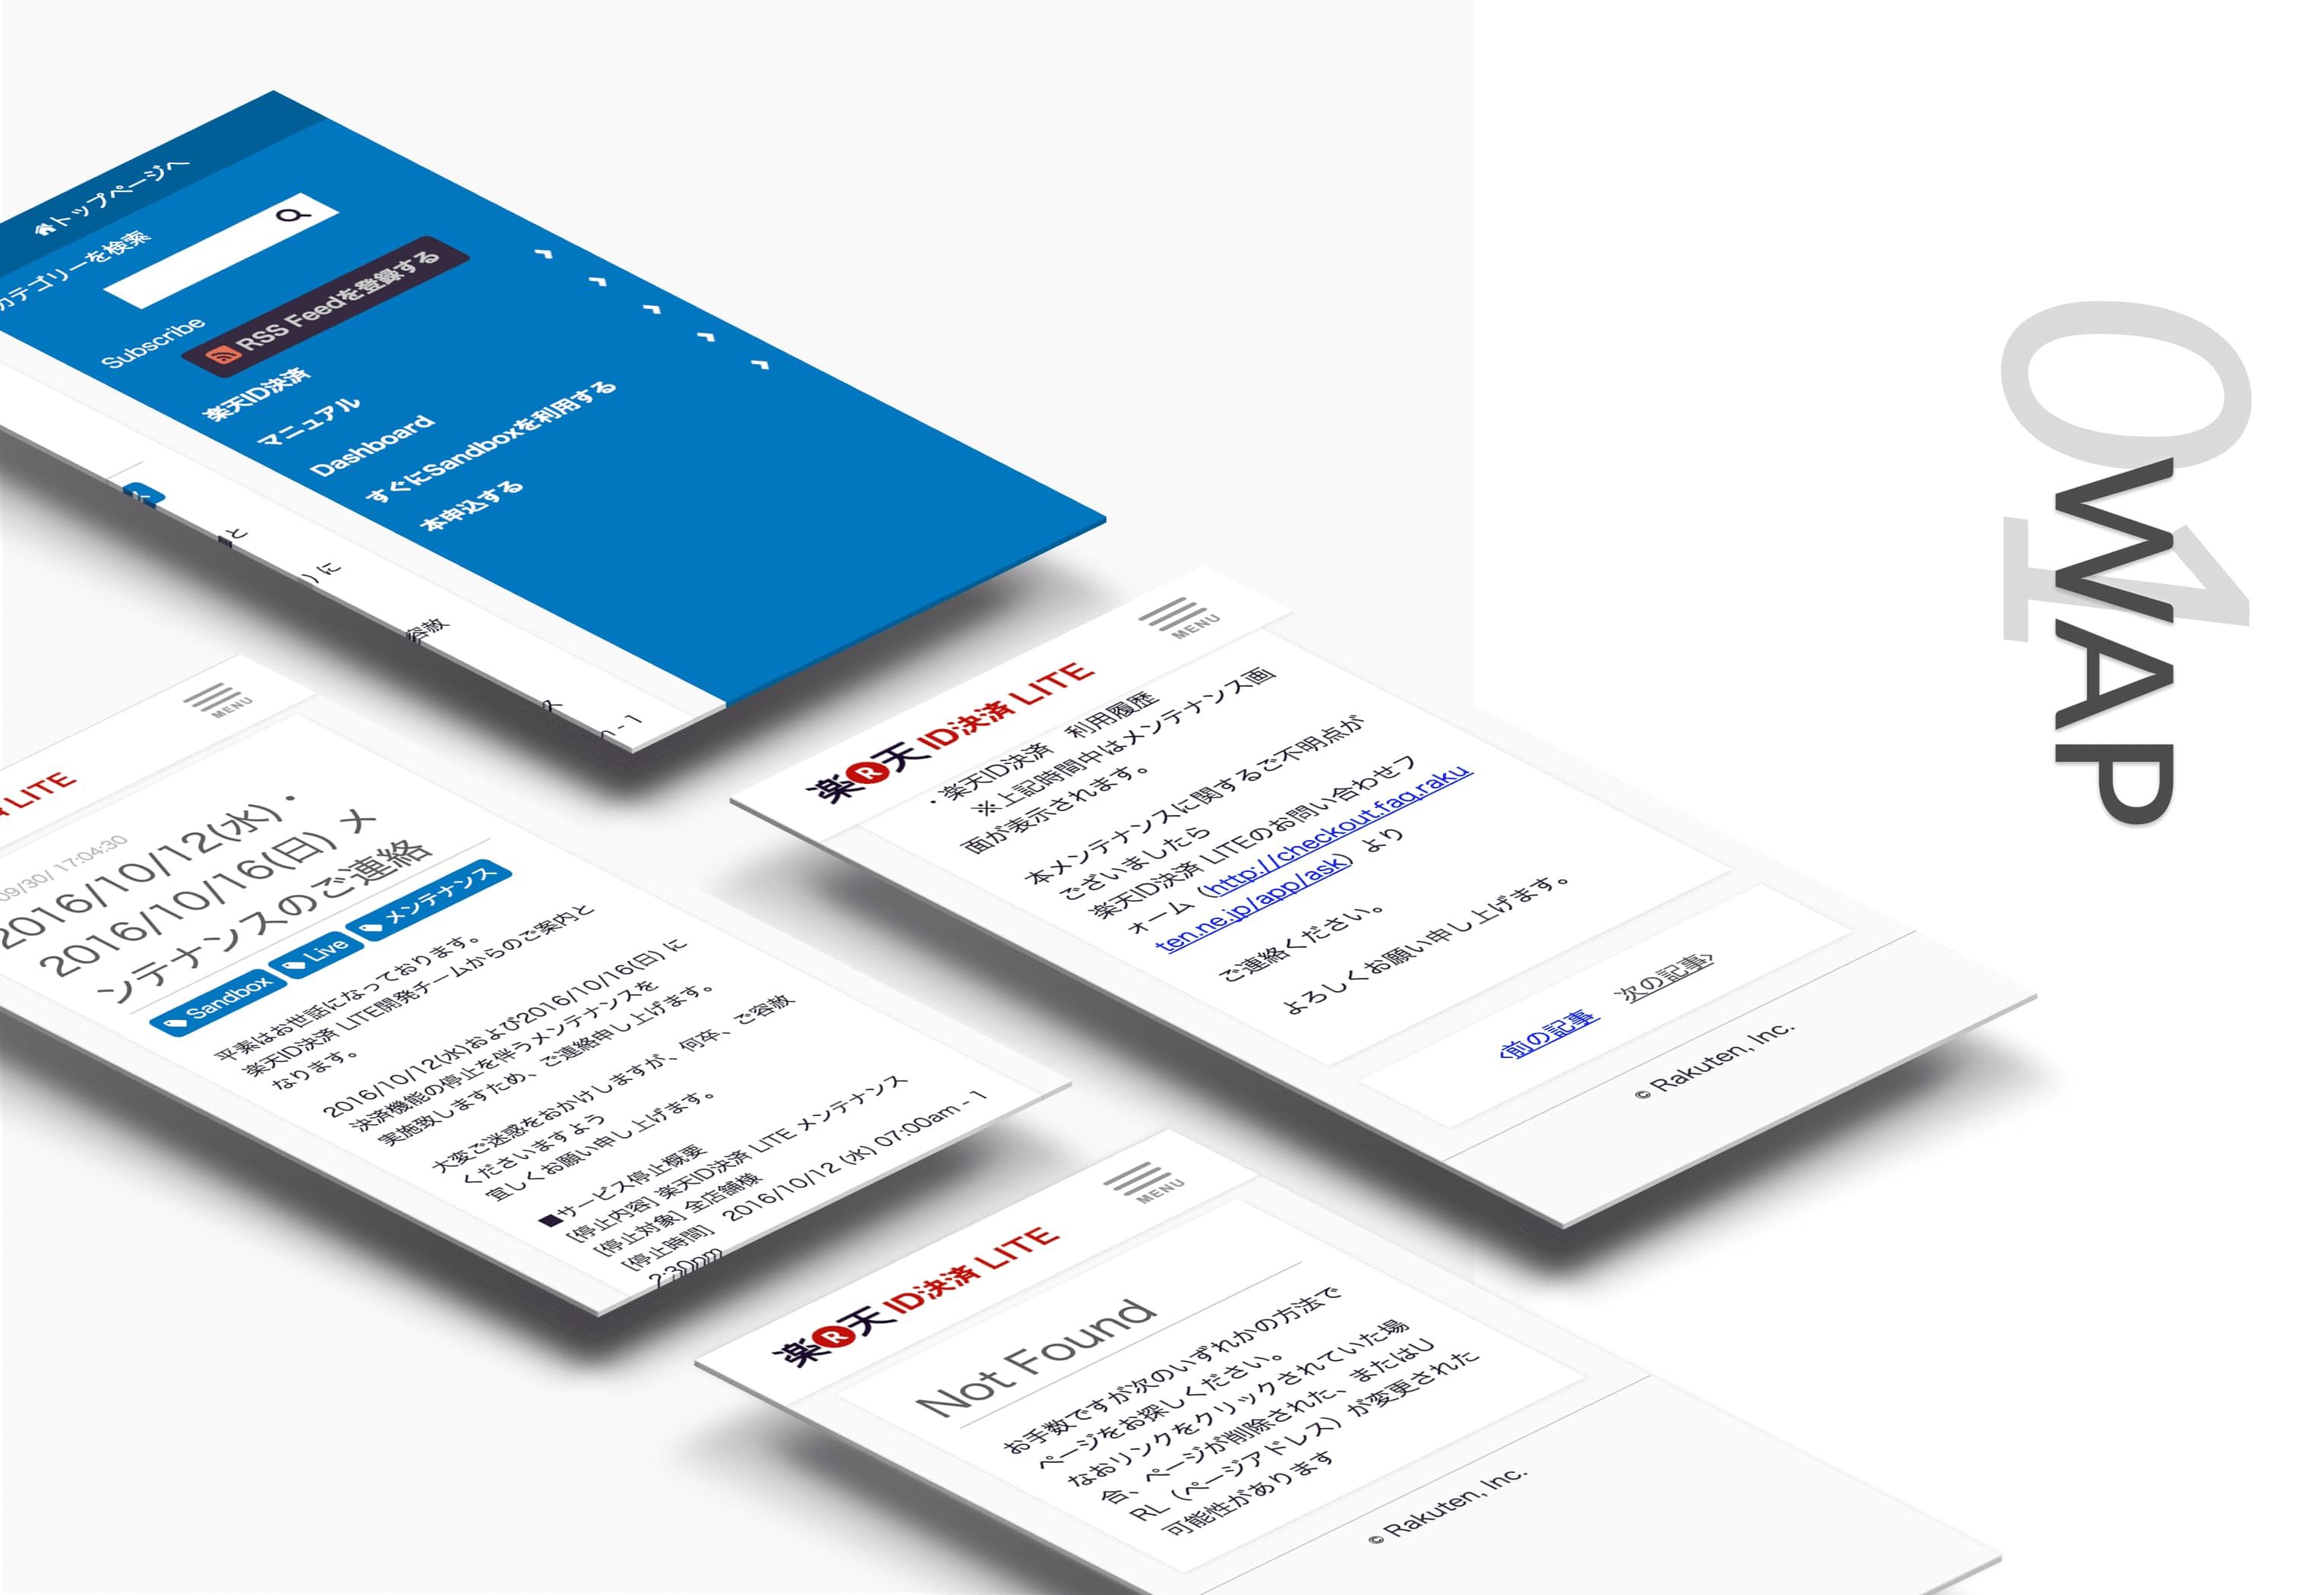 トップページへ
カテゴリーを検索
Subscribe
RSS Feedを登録する
楽天ID決済
マニュアル
Dashboard
すぐにSandboxを利用する
本申込する
と
) に
容赦
ス
- 1
LITE
MENU
09/30/ 17:04:30
2016/10/12(水)・
2016/10/16(日) メ
ンテナンスのご連絡
Sandbox
Live
メンテナンス
平素はお世話になっております。
楽天ID決済 LITE開発チームからのご案内と
なります。
2016/10/12(水)および2016/10/16(日) に
決済機能の停止を伴うメンテナンスを
実施致しますため、ご連絡申し上げます。
大変ご迷惑をおかけしますが、何卒、ご容赦
くださいますよう
宜しくお願い申し上げます。
■サービス停止概要
[停止内容] 楽天ID決済 LITE メンテナンス
[停止対象] 全店舗様
[停止時間] 2016/10/12 (水) 07:00am - 1
2:30pm
楽R天 ID決済 LITE
MENU
・楽天ID決済 利用履歴
※上記時間中はメンテナンス画
面が表示されます。
本メンテナンスに関するご不明点が
ございましたら
楽天ID決済 LITEのお問い合わせフ
ォーム（http://checkout.faq.raku
ten.ne.jp/app/ask）より
ご連絡ください。
よろしくお願い申し上げます。
‹前の記事
次の記事›
© Rakuten, Inc.
楽R天 ID決済 LITE
MENU
Not Found
お手数ですが次のいずれかの方法で
ページをお探しください。
なおリンクをクリックされていた場
合、ページが削除された、またはU
RL（ページアドレス）が変更された
可能性があります
© Rakuten, Inc.
01
WAP